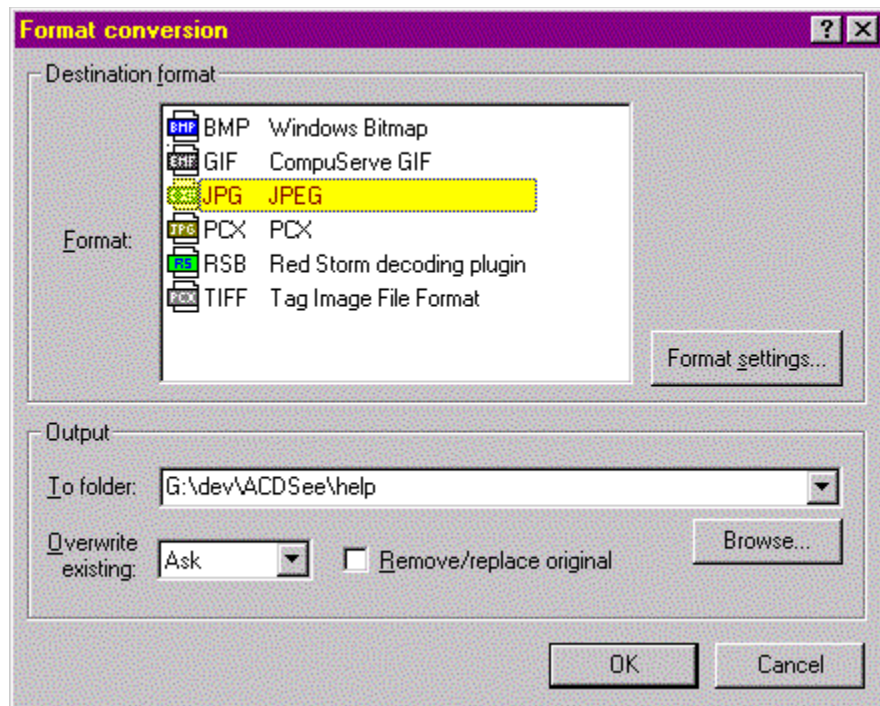 Format conversion
Destination format
Format:
BMP BMP Windows Bitmap
EMF GIF CompuServe GIF
JPG JPEG
JPG PCX PCX
RS RSB Red Storm decoding plugin
PCX TIFF Tag Image File Format
Format settings...
Output
To folder: G:\dev\ACDSee\help
Overwrite existing: Ask Remove/replace original
Browse...
OK Cancel